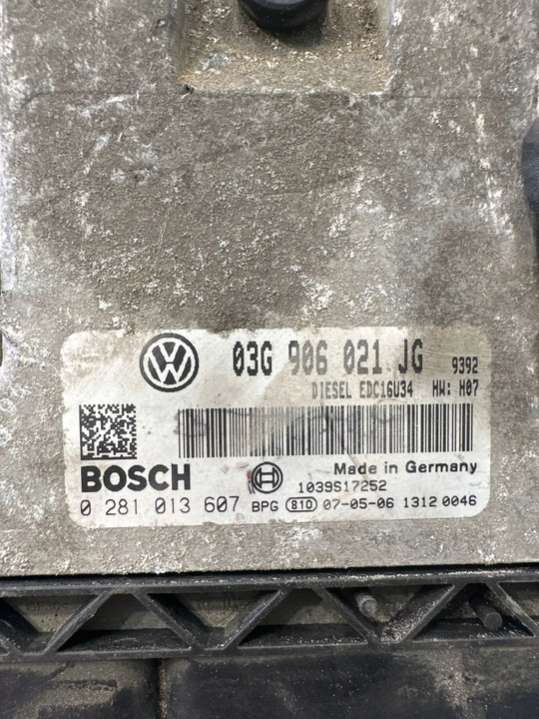 03G 906 021 JG 9392
DIESEL EDC16U34 HW: H07
BOSCH
Made in Germany
1039S17252
0 281 013 607 BPG 810 07-05-06 1312 0046